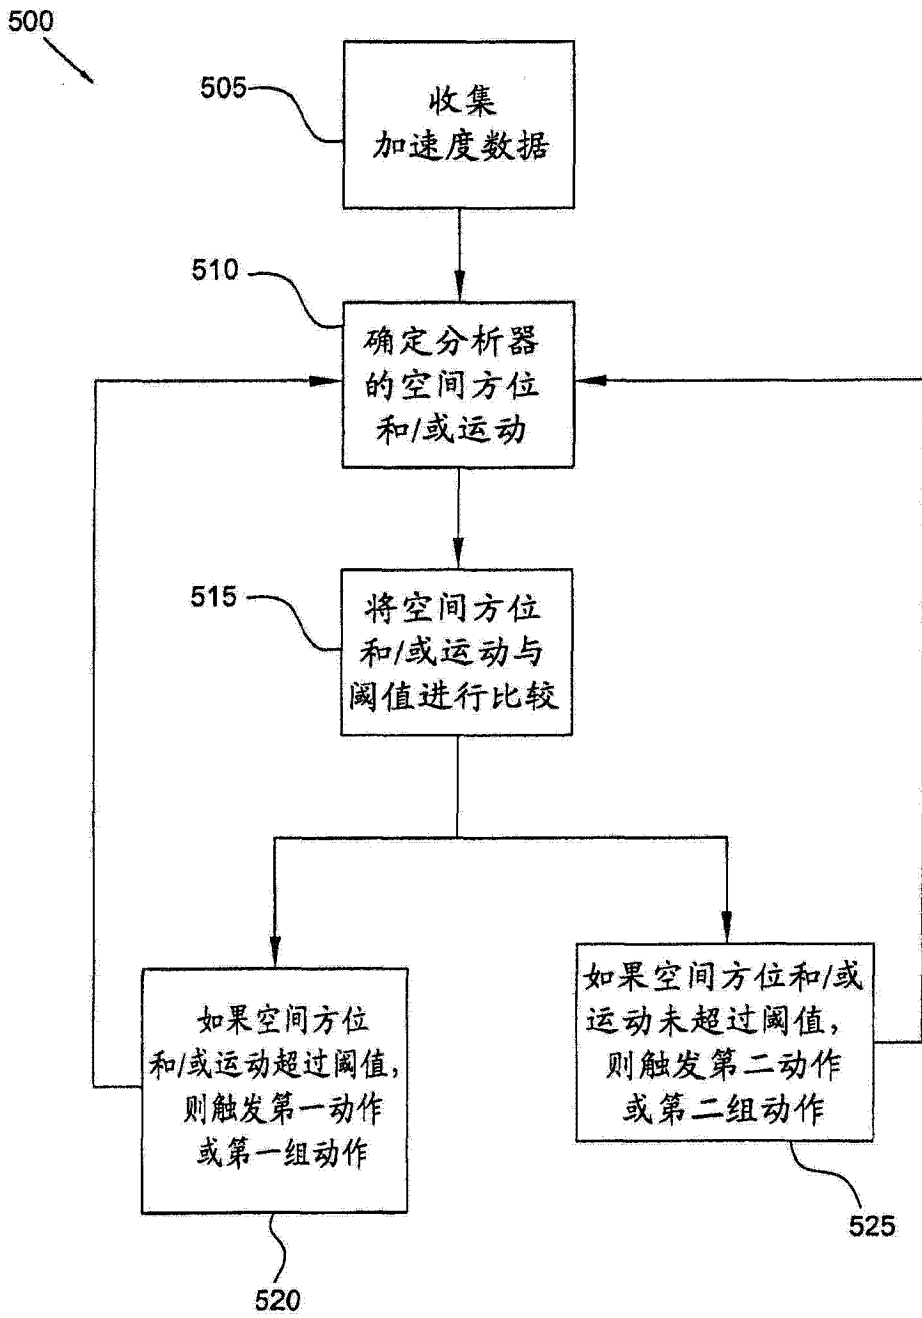 500
505
收集
加速度数据
510
确定分析器
的空间方位
和/或运动
515
将空间方位
和/或运动与
阈值进行比较
如果空间方位
和/或运动超过阈值，
则触发第一动作
或第一组动作
520
如果空间方位和/或
运动未超过阈值，
则触发第二动作
或第二组动作
525